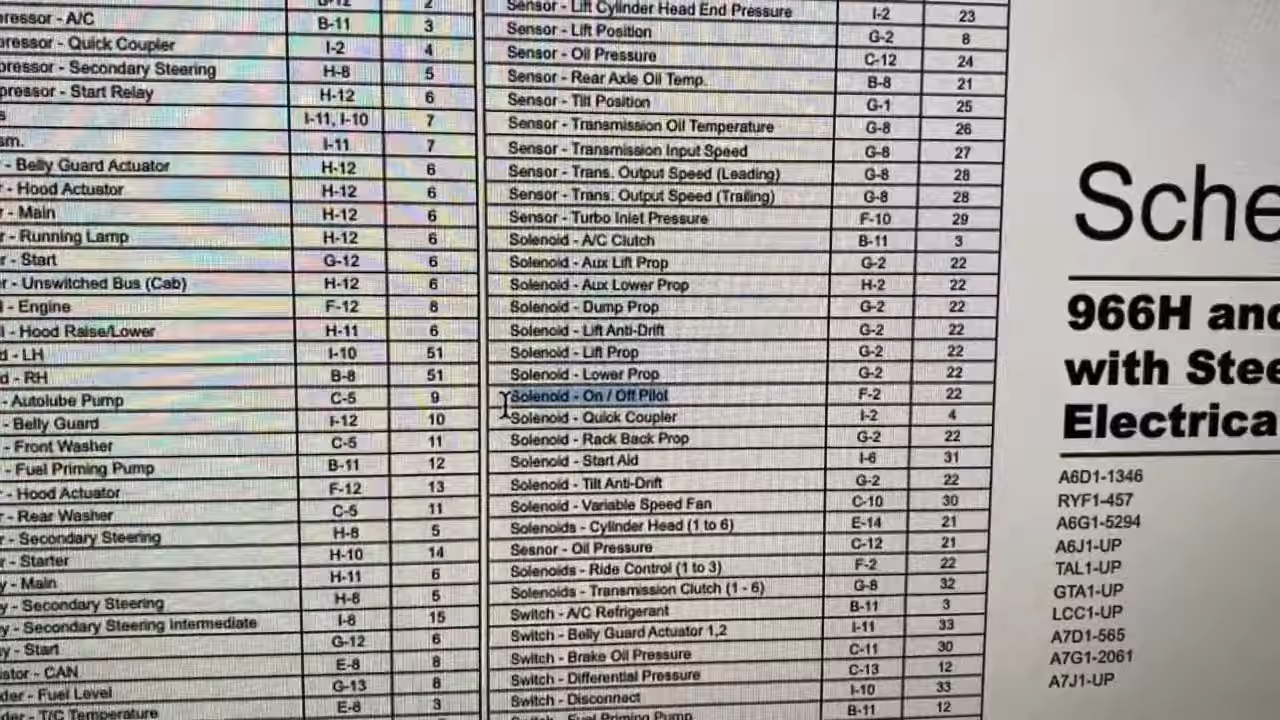 B-12 2
ressor - A/C B-11 3
pressor - Quick Coupler I-2 4
pressor - Secondary Steering H-8 5
pressor - Start Relay H-12 6
s I-11, I-10 7
sm. I-11 7
- Belly Guard Actuator H-12 6
- Hood Actuator H-12 6
r - Main H-12 6
r - Running Lamp H-12 6
r - Start G-12 6
er - Unswitched Bus (Cab) H-12 6
l - Engine F-12 8
l - Hood Raise/Lower H-11 6
d - LH I-10 51
d - RH B-8 51
- Autolube Pump C-5 9
- Belly Guard I-12 10
- Front Washer C-5 11
- Fuel Priming Pump B-11 12
- Hood Actuator F-12 13
r - Rear Washer C-5 11
r - Secondary Steering H-8 5
r - Starter H-10 14
y - Main H-11 6
y - Secondary Steering H-8 5
y - Secondary Steering Intermediate I-8 15
y - Start G-12 6
ator - CAN E-8 8
der - Fuel Level G-13 8
der - T/C Temperature E-8 3
Sensor - Lift Cylinder Head End Pressure I-2 23
Sensor - Lift Position G-2 8
Sensor - Oil Pressure C-12 24
Sensor - Rear Axle Oil Temp. B-8 21
Sensor - Tilt Position G-1 25
Sensor - Transmission Oil Temperature G-8 26
Sensor - Transmission Input Speed G-8 27
Sensor - Trans. Output Speed (Leading) G-8 28
Sensor - Trans. Output Speed (Trailing) G-8 28
Sensor - Turbo Inlet Pressure F-10 29
Solenoid - A/C Clutch B-11 3
Solenoid - Aux Lift Prop G-2 22
Solenoid - Aux Lower Prop H-2 22
Solenoid - Dump Prop G-2 22
Solenoid - Lift Anti-Drift G-2 22
Solenoid - Lift Prop G-2 22
Solenoid - Lower Prop G-2 22
Solenoid - On / Off Pilot F-2 22
Solenoid - Quick Coupler I-2 4
Solenoid - Rack Back Prop G-2 22
Solenoid - Start Aid I-6 31
Solenoid - Tilt Anti-Drift G-2 22
Solenoid - Variable Speed Fan C-10 30
Solenoids - Cylinder Head (1 to 6) E-14 21
Sesnor - Oil Pressure C-12 21
Solenoids - Ride Control (1 to 3) F-2 22
Solenoids - Transmission Clutch (1 - 6) G-8 32
Switch - A/C Refrigerant B-11 3
Switch - Belly Guard Actuator 1,2 I-11 33
Switch - Brake Oil Pressure C-11 30
Switch - Differential Pressure C-13 12
Switch - Disconnect I-10 33
Switch - Fuel Priming Pump B-11 12
Sche
966H and
with Stee
Electrica
A6D1-1346
RYF1-457
A6G1-5294
A6J1-UP
TAL1-UP
GTA1-UP
LCC1-UP
A7D1-565
A7G1-2061
A7J1-UP